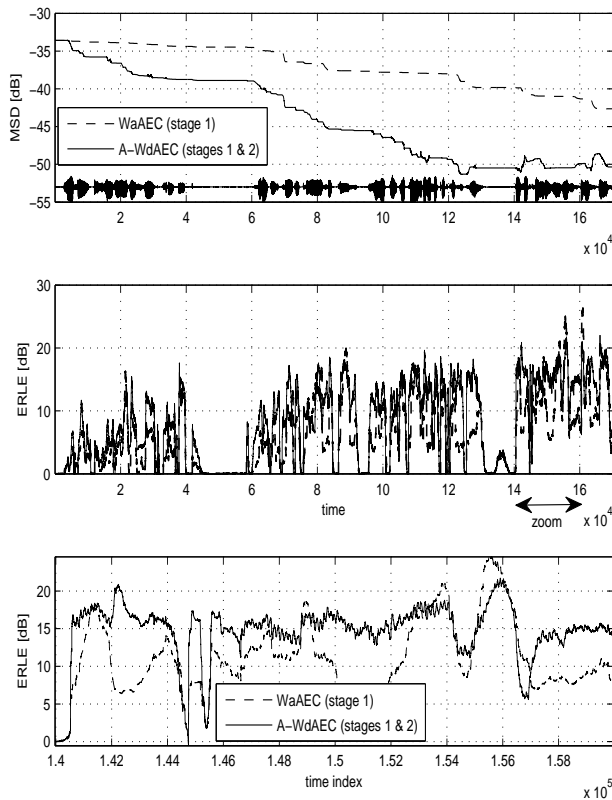 −30
−35
−40
−45
−50
−55
MSD [dB]
WaAEC (stage 1)
A−WdAEC (stages 1 & 2)
2 4 6 8 10 12 14 16
x 10^4
30
20
10
0
ERLE [dB]
2 4 6 8 10 12 14 16
time
zoom
x 10^4
20
15
10
5
0
ERLE [dB]
WaAEC (stage 1)
A−WdAEC (stages 1 & 2)
1.4 1.42 1.44 1.46 1.48 1.5 1.52 1.54 1.56 1.58
time index
x 10^5